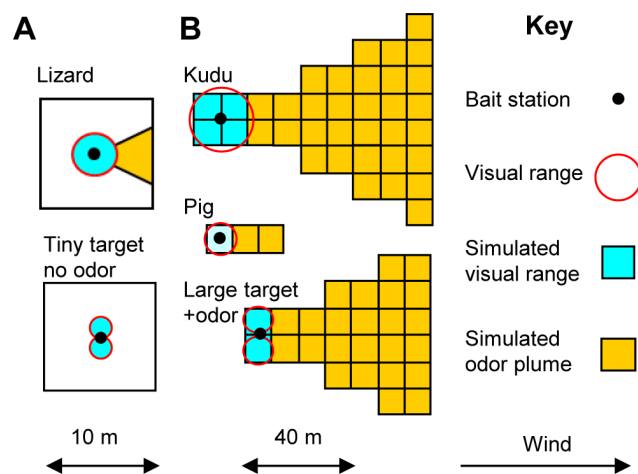 A
B
Key
Lizard
Kudu
Bait station
Visual range
Pig
Tiny target
no odor
Large target
+odor
Simulated
visual range
Simulated
odor plume
10 m
40 m
Wind